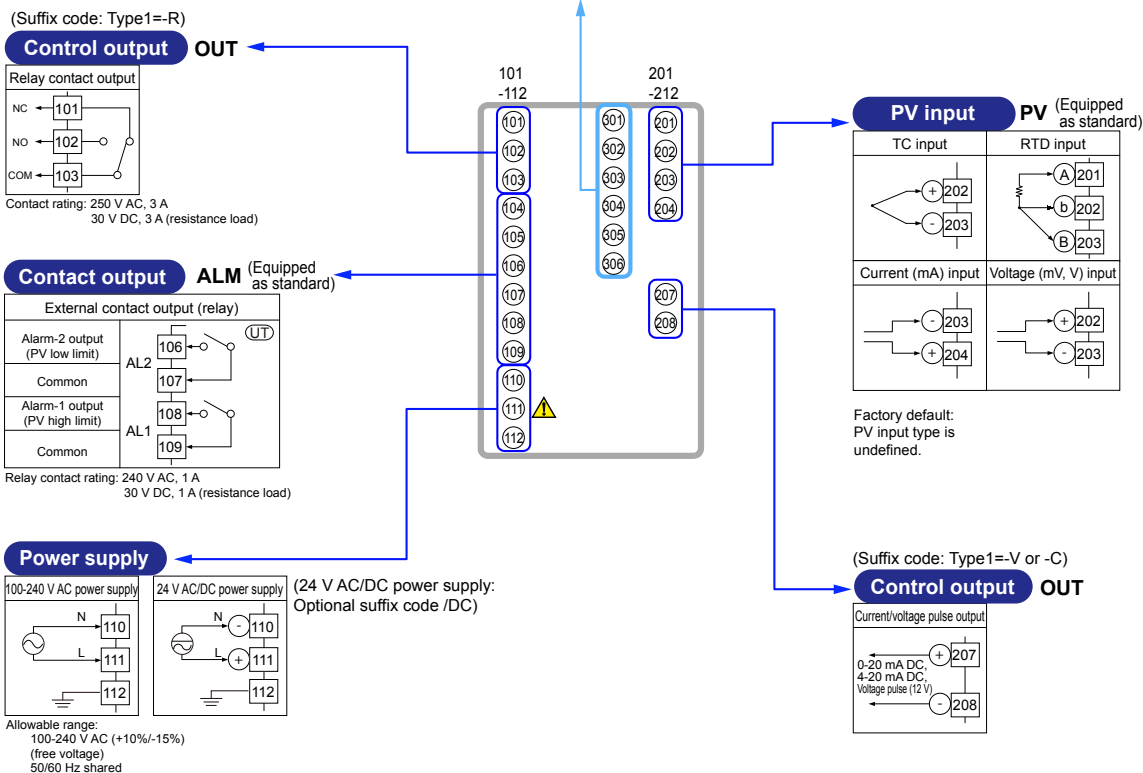 (Suffix code: Type1=-R)
Control output OUT
Relay contact output
NC 101
NO 102
COM 103
Contact rating: 250 V AC, 3 A
30 V DC, 3 A (resistance load)
Contact output ALM (Equipped as standard)
External contact output (relay)
UT
Alarm-2 output
(PV low limit)
Common
Alarm-1 output
(PV high limit)
Common
AL2
AL1
106
107
108
109
Relay contact rating: 240 V AC, 1 A
30 V DC, 1 A (resistance load)
Power supply
100-240 V AC power supply
N 110
L 111
112
24 V AC/DC power supply
N - 110
L + 111
112
(24 V AC/DC power supply:
Optional suffix code /DC)
Allowable range:
100-240 V AC (+10%/-15%)
(free voltage)
50/60 Hz shared
101
-112
201
-212
101
102
103
104
105
106
107
108
109
110
111
112
301
302
303
304
305
306
201
202
203
204
207
208
PV input PV (Equipped as standard)
TC input
+ 202
- 203
RTD input
A 201
b 202
B 203
Current (mA) input
- 203
+ 204
Voltage (mV, V) input
+ 202
- 203
Factory default:
PV input type is
undefined.
(Suffix code: Type1=-V or -C)
Control output OUT
Current/voltage pulse output
+ 207
0-20 mA DC,
4-20 mA DC,
Voltage pulse (12 V)
- 208